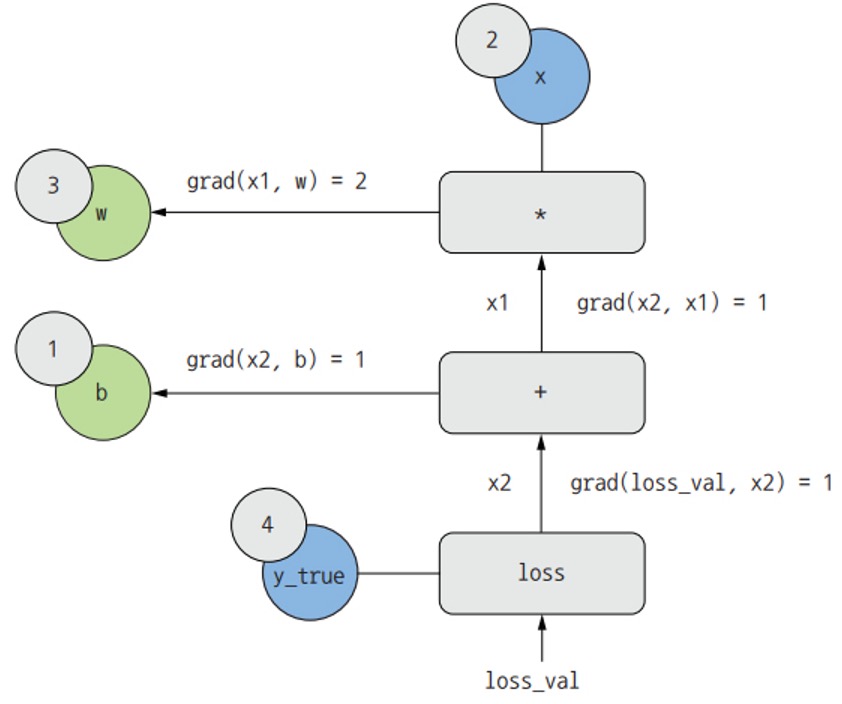 2
x
3
w
grad(x1, w) = 2
*
x1
grad(x2, x1) = 1
1
b
grad(x2, b) = 1
+
x2
grad(loss_val, x2) = 1
4
y_true
loss
loss_val